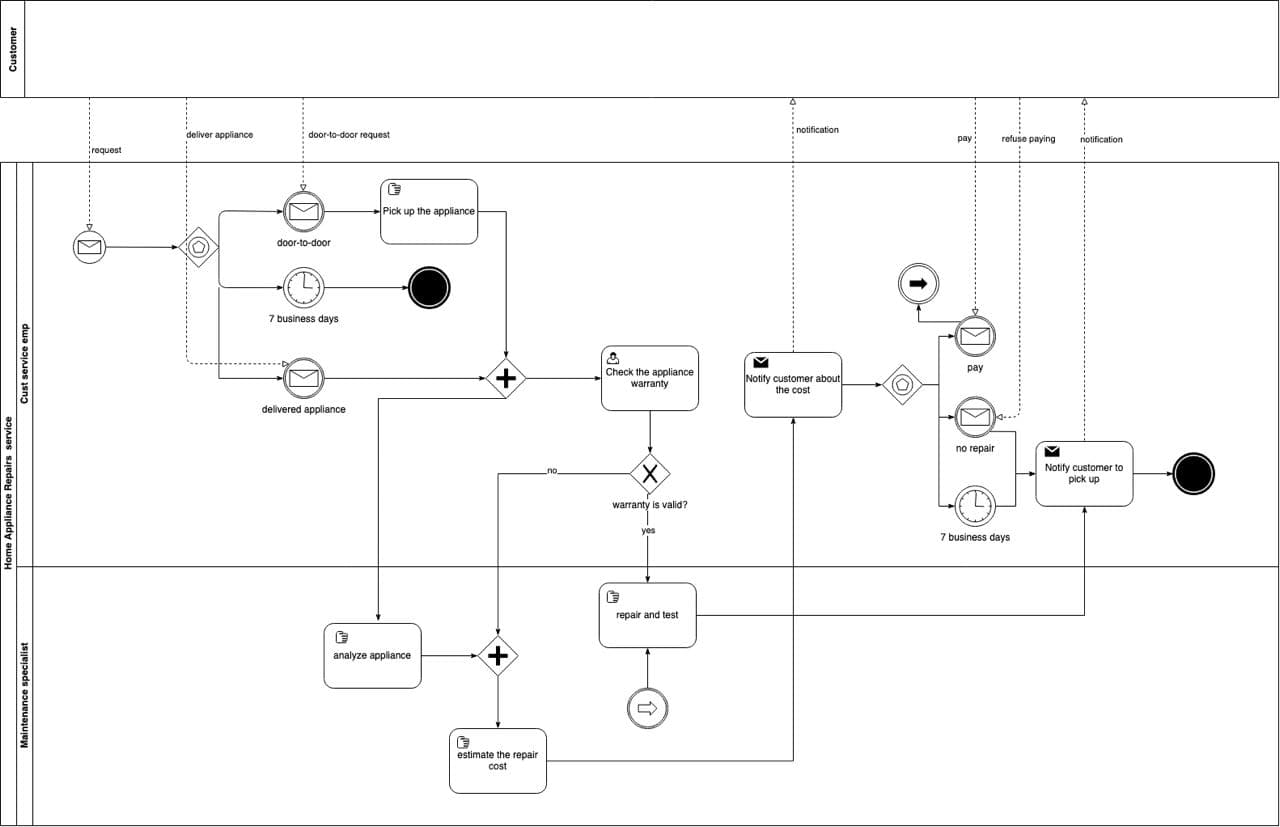 Customer
deliver appliance
door-to-door request
notification
pay
refuse paying
notification
request
Home Appliance Repairs  service
Cust service emp
Pick up the appliance
door-to-door
7 business days
delivered appliance
Check the appliance
warranty
Notify customer about
the cost
pay
no repair
Notify customer to
pick up
7 business days
no
warranty is valid?
yes
Maintenance specialist
repair and test
analyze appliance
estimate the repair
cost